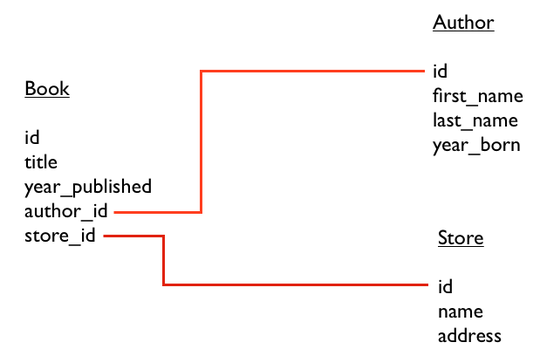 Book
id
title
year_published
author_id
store_id
Author
id
first_name
last_name
year_born
Store
id
name
address